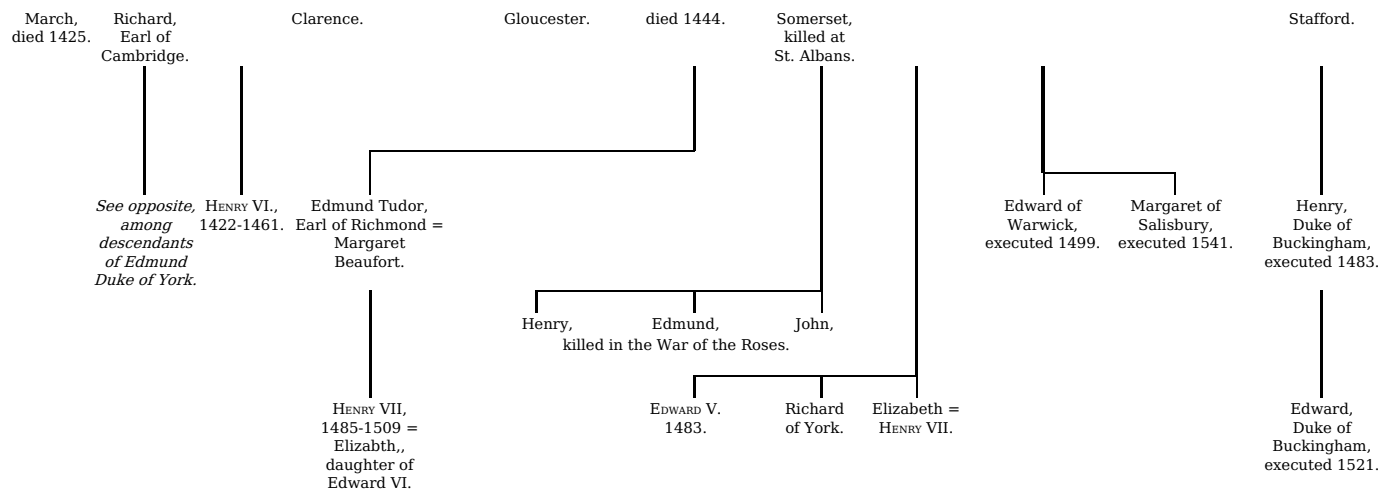 March,
died 1425.
Richard,
Earl of
Cambridge.
Clarence.
Gloucester.
died 1444.
Somerset,
killed at
St. Albans.
Stafford.
See opposite,
among
descendants
of Edmund
Duke of York.
Henry VI.,
1422-1461.
Edmund Tudor,
Earl of Richmond =
Margaret
Beaufort.
Edward of
Warwick,
executed 1499.
Margaret of
Salisbury,
executed 1541.
Henry,
Duke of
Buckingham,
executed 1483.
Henry,
Edmund,
John,
killed in the War of the Roses.
Henry VII,
1485-1509 =
Elizabth,,
daughter of
Edward VI.
Edward V.
1483.
Richard
of York.
Elizabeth =
Henry VII.
Edward,
Duke of
Buckingham,
executed 1521.